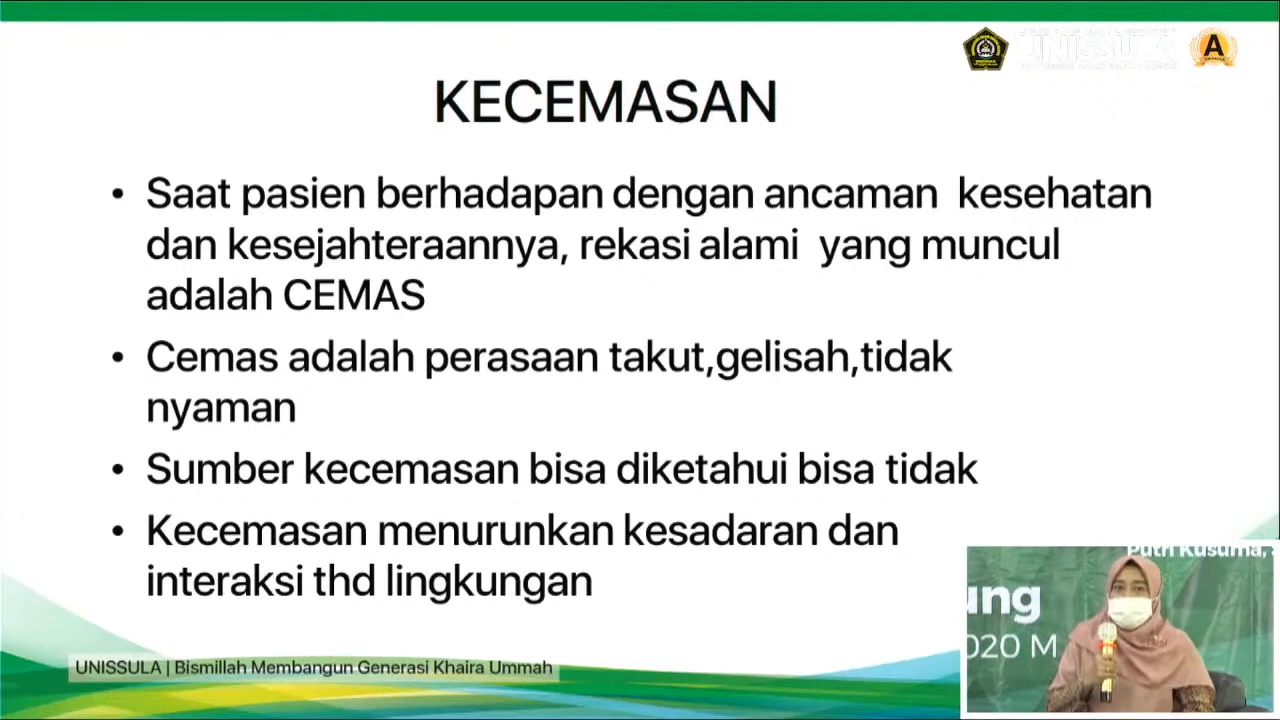 UNISSULA
A
KECEMASAN
• Saat pasien berhadapan dengan ancaman  kesehatan
dan kesejahteraannya, rekasi alami  yang muncul
adalah CEMAS
• Cemas adalah perasaan takut,gelisah,tidak
nyaman
• Sumber kecemasan bisa diketahui bisa tidak
• Kecemasan menurunkan kesadaran dan
interaksi thd lingkungan
Putri Kusuma,
ung
020 M
UNISSULA | Bismillah Membangun Generasi Khaira Ummah